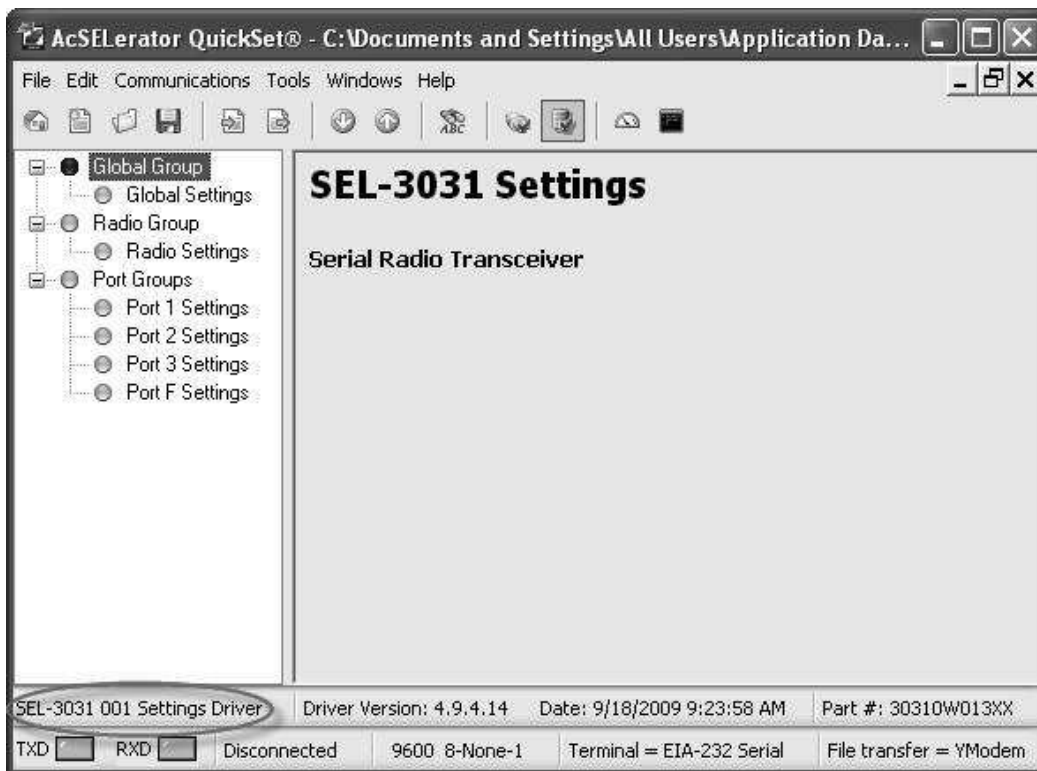 AcSELerator QuickSet® - C:\Documents and Settings\All Users\Application Da...
File Edit Communications Tools Windows Help
ABC
Global Group
Global Settings
Radio Group
Radio Settings
Port Groups
Port 1 Settings
Port 2 Settings
Port 3 Settings
Port F Settings
SEL-3031 Settings
Serial Radio Transceiver
SEL-3031 001 Settings Driver Driver Version: 4.9.4.14 Date: 9/18/2009 9:23:58 AM Part #: 30310W013XX
TXD RXD Disconnected 9600 8-None-1 Terminal = EIA-232 Serial File transfer = YModem